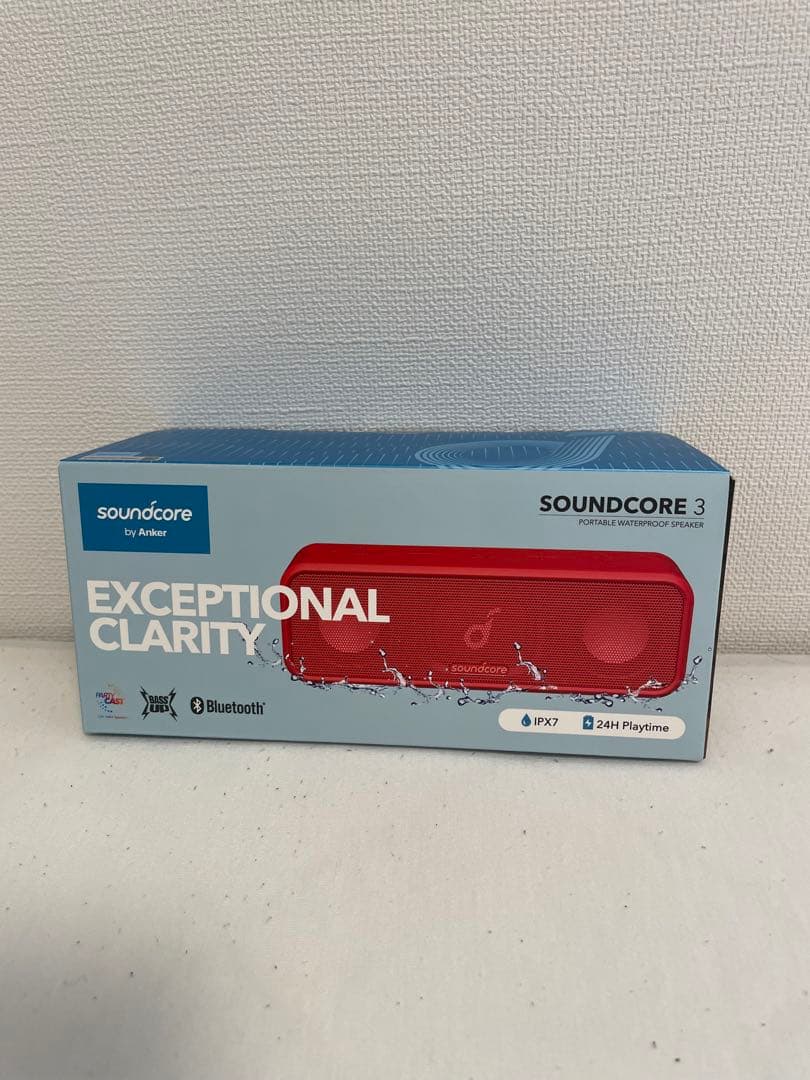 soundcore
by Anker
SOUNDCORE 3
PORTABLE WATERPROOF SPEAKER
EXCEPTIONAL
CLARITY
soundcore
PARTY
CAST
BASS
UP
Bluetooth
IPX7
24H Playtime